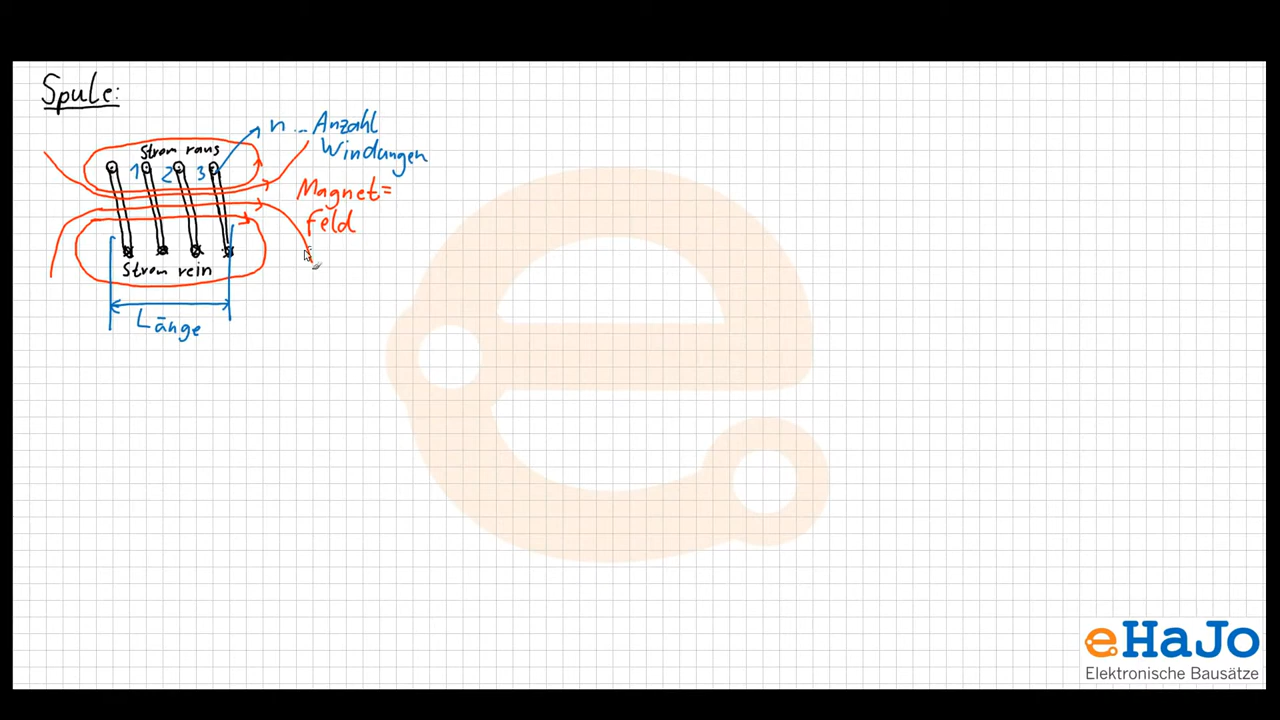 Spule:
n... Anzahl
Windungen
Strom raus
1 2 3
Magnet=
feld
Strom rein
Länge
eHaJo
Elektronische Bausätze